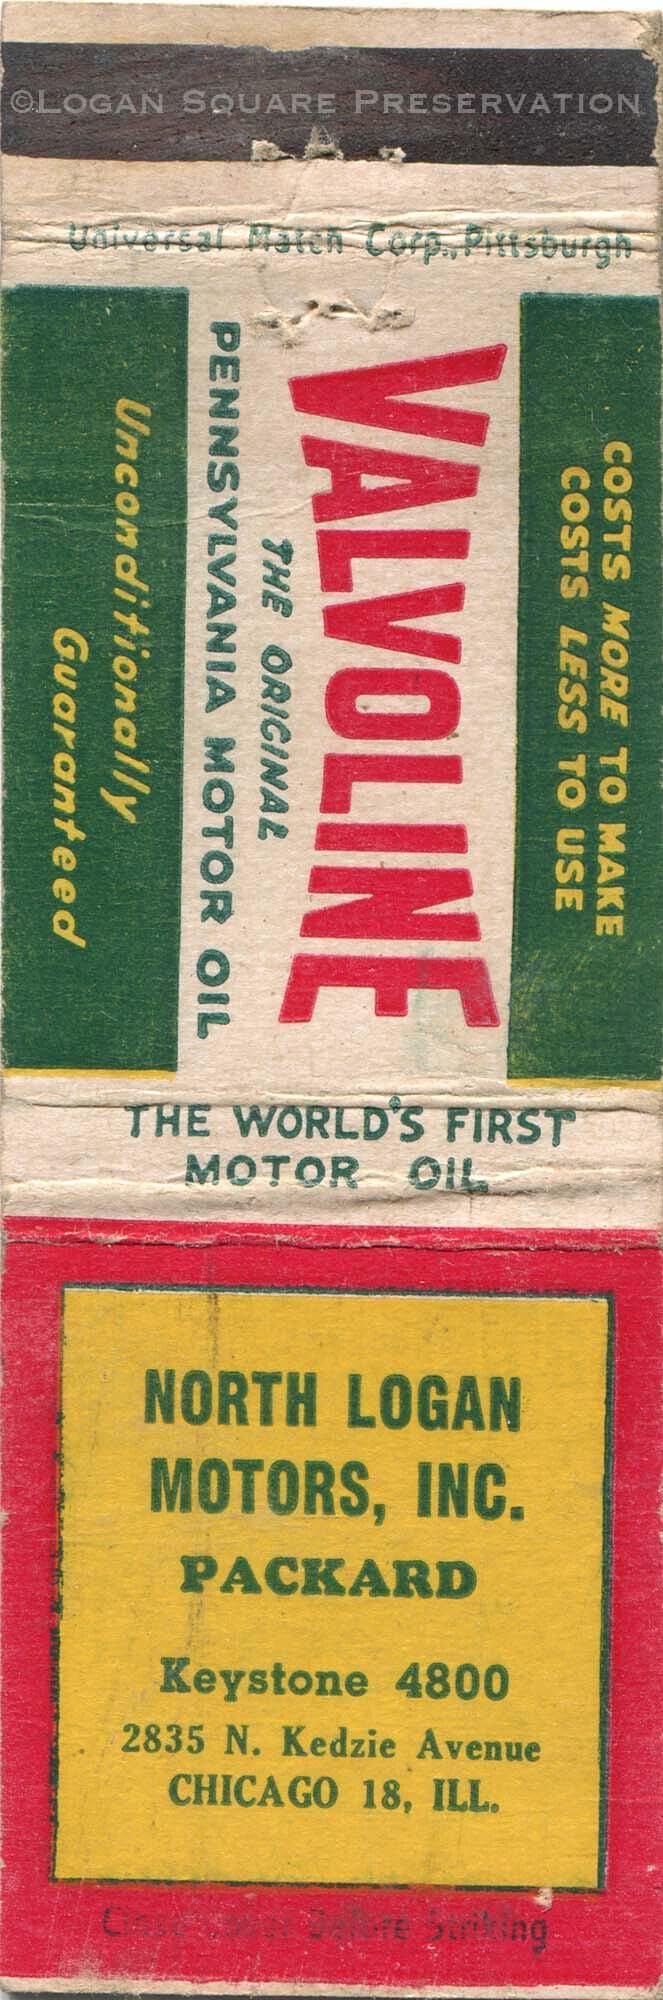 ©Logan Square Preservation
Universal Match Corp., Pittsburgh
COSTS MORE TO MAKE
COSTS LESS TO USE
VALVOLINE
THE ORIGINAL
PENNSYLVANIA MOTOR OIL
Unconditionally
Guaranteed
THE WORLD'S FIRST
MOTOR OIL
NORTH LOGAN
MOTORS, INC.
PACKARD
Keystone 4800
2835 N. Kedzie Avenue
CHICAGO 18, ILL.
Close Cover Before Striking